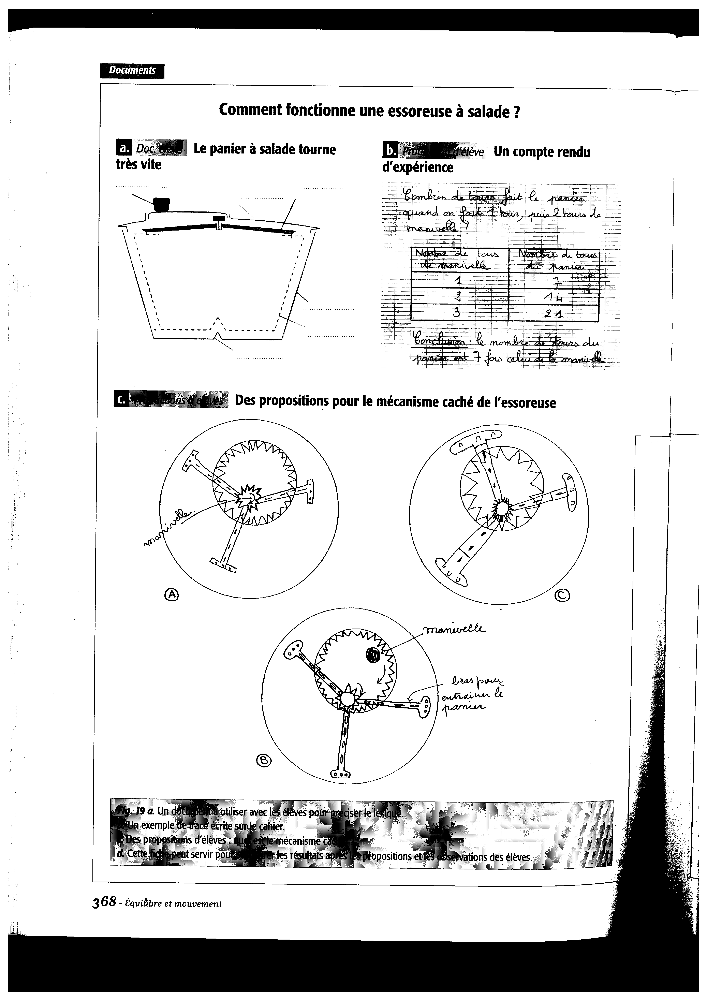 Documents
Comment fonctionne une essoreuse à salade ?
a. Doc. élève Le panier à salade tourne
très vite
b. Production d'élève Un compte rendu
d'expérience
Combien de tours fait le panier
quand on fait 1 tour, puis 2 tours de
manivelle ?
Nombre de tous
de manivelle
Nombre de tours
du panier
1 7
2 14
3 21
Conclusion : le nombre de tours du
panier est 7 fois celui de la manivelle
c. Productions d'élèves Des propositions pour le mécanisme caché de l'essoreuse
manivelle
A
C
manivelle
bras pour
entrainer le
panier
B
Fig. 19 a. Un document à utiliser avec les élèves pour préciser le lexique.
b. Un exemple de trace écrite sur le cahier.
c. Des propositions d'élèves : quel est le mécanisme caché ?
d. Cette fiche peut servir pour structurer les résultats après les propositions et les observations des élèves.
368 - Équilibre et mouvement